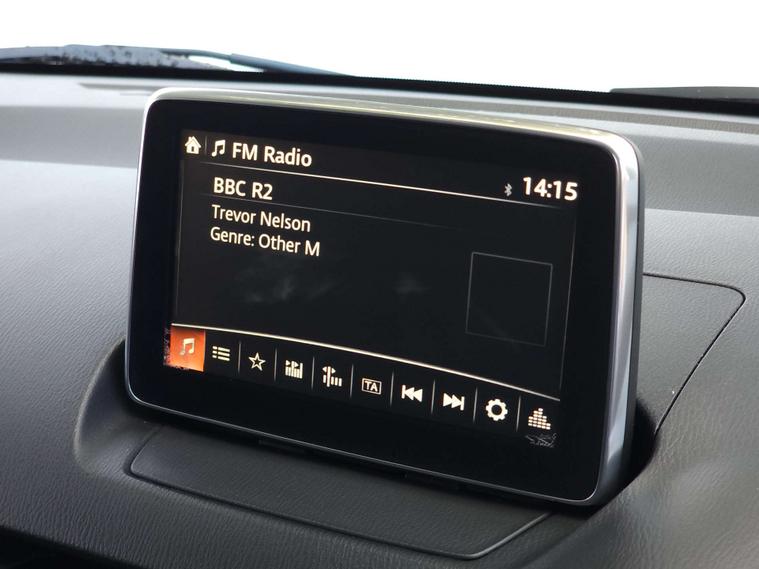 FM Radio
14:15
BBC R2
Trevor Nelson
Genre: Other M
TA